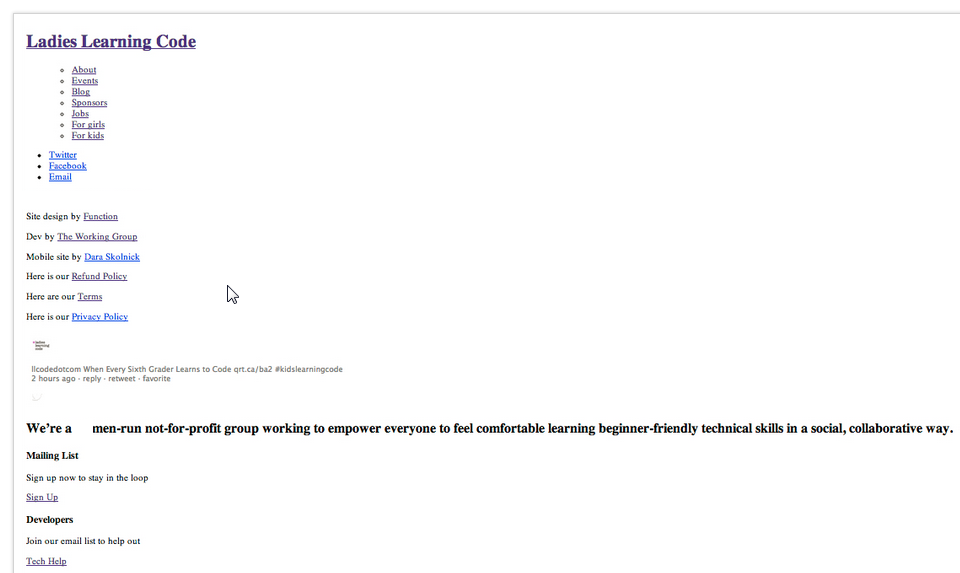 Ladies Learning Code
About
Events
Blog
Sponsors
Jobs
For girls
For kids
Twitter
Facebook
Email
Site design by Function
Dev by The Working Group
Mobile site by Dara Skolnick
Here is our Refund Policy
Here are our Terms
Here is our Privacy Policy
ladies
learning
code
llcodedotcom When Every Sixth Grader Learns to Code qrt.ca/ba2 #kidslearningcode
2 hours ago · reply · retweet · favorite
We're a men-run not-for-profit group working to empower everyone to feel comfortable learning beginner-friendly technical skills in a social, collaborative way.
Mailing List
Sign up now to stay in the loop
Sign Up
Developers
Join our email list to help out
Tech Help